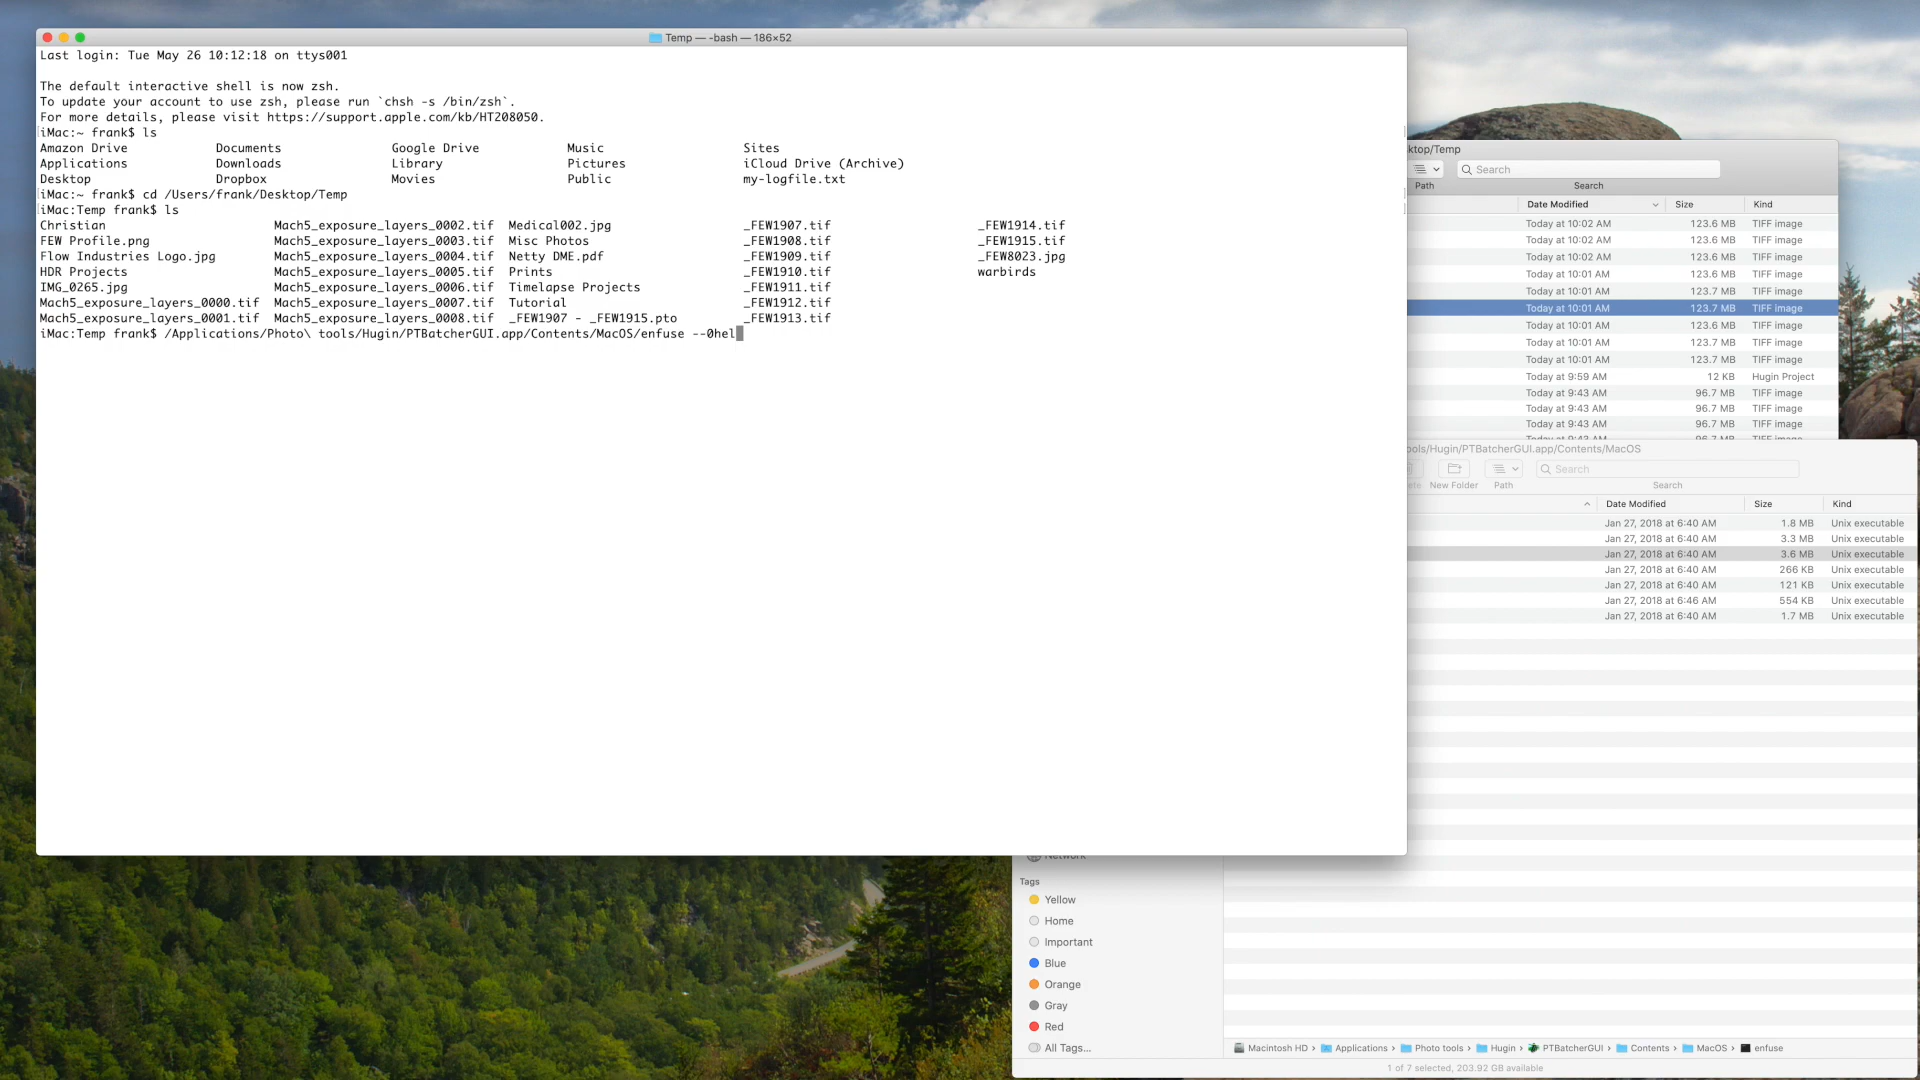 Temp — -bash — 186×52
Last login: Tue May 26 10:12:18 on ttys001
The default interactive shell is now zsh.
To update your account to use zsh, please run `chsh -s /bin/zsh`.
For more details, please visit https://support.apple.com/kb/HT208050.
iMac:~ frank$ ls
Amazon Drive Documents Google Drive Music Sites
Applications Downloads Library Pictures iCloud Drive (Archive)
Desktop Dropbox Movies Public my-logfile.txt
iMac:~ frank$ cd /Users/frank/Desktop/Temp
iMac:Temp frank$ ls
Christian Mach5_exposure_layers_0002.tif Medical002.jpg _FEW1907.tif _FEW1914.tif
FEW Profile.png Mach5_exposure_layers_0003.tif Misc Photos _FEW1908.tif _FEW1915.tif
Flow Industries Logo.jpg Mach5_exposure_layers_0004.tif Netty DME.pdf _FEW1909.tif _FEW8023.jpg
HDR Projects Mach5_exposure_layers_0005.tif Prints _FEW1910.tif warbirds
IMG_0265.jpg Mach5_exposure_layers_0006.tif Timelapse Projects _FEW1911.tif
Mach5_exposure_layers_0000.tif Mach5_exposure_layers_0007.tif Tutorial _FEW1912.tif
Mach5_exposure_layers_0001.tif Mach5_exposure_layers_0008.tif _FEW1907 - _FEW1915.pto _FEW1913.tif
iMac:Temp frank$ /Applications/Photo\ tools/Hugin/PTBatcherGUI.app/Contents/MacOS/enfuse --0hel
ktop/Temp
Search
Path Search
Date Modified Size Kind
Today at 10:02 AM 123.6 MB TIFF image
Today at 10:02 AM 123.6 MB TIFF image
Today at 10:02 AM 123.6 MB TIFF image
Today at 10:01 AM 123.6 MB TIFF image
Today at 10:01 AM 123.6 MB TIFF image
Today at 10:01 AM 123.7 MB TIFF image
Today at 10:01 AM 123.6 MB TIFF image
Today at 10:01 AM 123.7 MB TIFF image
Today at 10:01 AM 123.7 MB TIFF image
Today at 9:59 AM 12 KB Hugin Project
Today at 9:43 AM 96.7 MB TIFF image
Today at 9:43 AM 96.7 MB TIFF image
Today at 9:43 AM 96.7 MB TIFF image
Today at 9:43 AM 96.7 MB TIFF image
ools/Hugin/PTBatcherGUI.app/Contents/MacOS
Search
New Folder Path Search
Date Modified Size Kind
Jan 27, 2018 at 6:40 AM 1.8 MB Unix executable
Jan 27, 2018 at 6:40 AM 3.3 MB Unix executable
Jan 27, 2018 at 6:40 AM 3.6 MB Unix executable
Jan 27, 2018 at 6:40 AM 266 KB Unix executable
Jan 27, 2018 at 6:40 AM 121 KB Unix executable
Jan 27, 2018 at 6:46 AM 554 KB Unix executable
Jan 27, 2018 at 6:40 AM 1.7 MB Unix executable
Network
Tags
Yellow
Home
Important
Blue
Orange
Gray
Red
All Tags...
Macintosh HD › Applications › Photo tools › Hugin › PTBatcherGUI › Contents › MacOS › enfuse
1 of 7 selected, 203.92 GB available